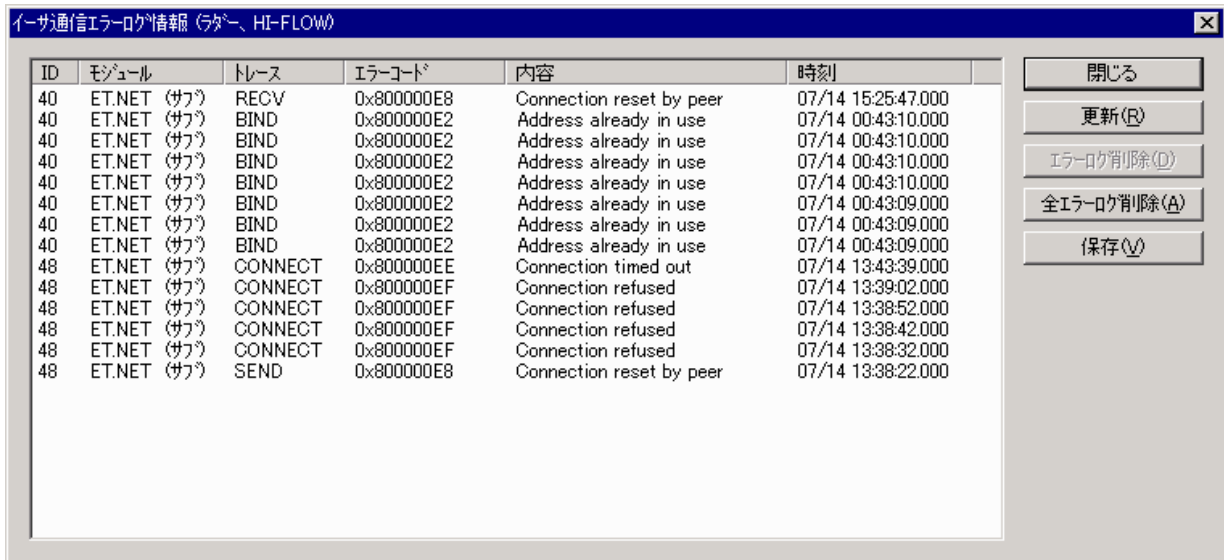 イーサ通信エラーログ情報 (ラダー、HI-FLOW)
ID モジュール トレース エラーコード 内容 時刻
40 ET.NET (サブ) RECV 0x800000E8 Connection reset by peer 07/14 15:25:47.000
40 ET.NET (サブ) BIND 0x800000E2 Address already in use 07/14 00:43:10.000
40 ET.NET (サブ) BIND 0x800000E2 Address already in use 07/14 00:43:10.000
40 ET.NET (サブ) BIND 0x800000E2 Address already in use 07/14 00:43:10.000
40 ET.NET (サブ) BIND 0x800000E2 Address already in use 07/14 00:43:10.000
40 ET.NET (サブ) BIND 0x800000E2 Address already in use 07/14 00:43:09.000
40 ET.NET (サブ) BIND 0x800000E2 Address already in use 07/14 00:43:09.000
40 ET.NET (サブ) BIND 0x800000E2 Address already in use 07/14 00:43:09.000
48 ET.NET (サブ) CONNECT 0x800000EE Connection timed out 07/14 13:43:39.000
48 ET.NET (サブ) CONNECT 0x800000EF Connection refused 07/14 13:39:02.000
48 ET.NET (サブ) CONNECT 0x800000EF Connection refused 07/14 13:38:52.000
48 ET.NET (サブ) CONNECT 0x800000EF Connection refused 07/14 13:38:42.000
48 ET.NET (サブ) CONNECT 0x800000EF Connection refused 07/14 13:38:32.000
48 ET.NET (サブ) SEND 0x800000E8 Connection reset by peer 07/14 13:38:22.000
閉じる
更新(R)
エラーログ削除(D)
全エラーログ削除(A)
保存(V)